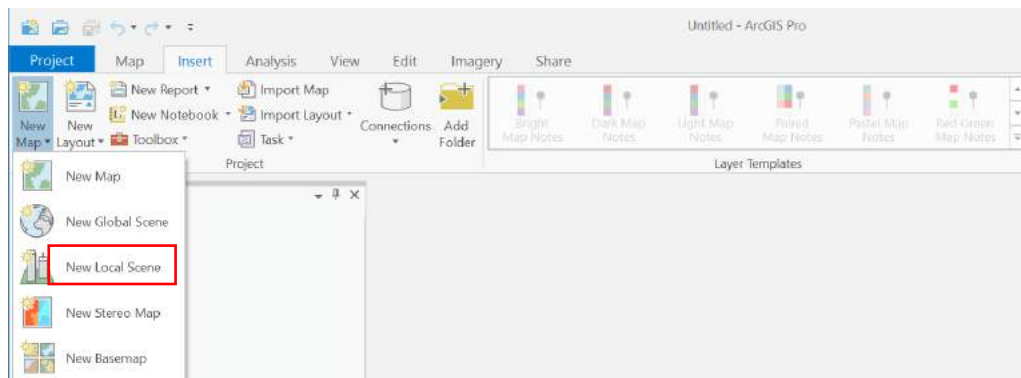 Untitled - ArcGIS Pro
Project Map Insert Analysis View Edit Imagery Share
New Map
New Layout
New Report
New Notebook
Toolbox
Import Map
Import Layout
Task
Connections
Add Folder
Bright Map Notes
Dark Map Notes
Light Map Notes
Paired Map Notes
Pastel Map Notes
Red Green Map Notes
Project
Layer Templates
New Map
New Global Scene
New Local Scene
New Stereo Map
New Basemap